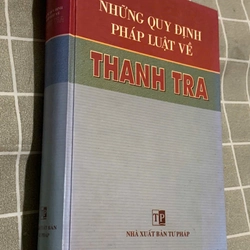 NHỮNG QUY ĐỊNH
PHÁP LUẬT VỀ
THANH TRA
TP
NHÀ XUẤT BẢN TƯ PHÁP